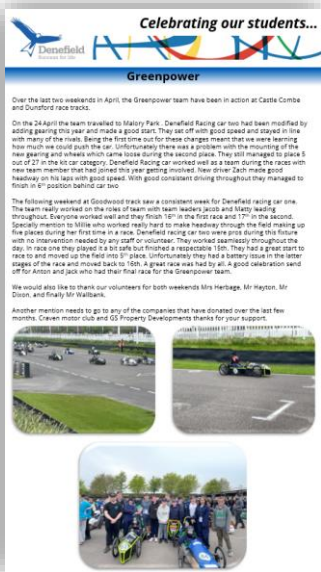 Celebrating our students...
Denefield
Success for life
Greenpower
Over the last two weekends in April, the Greenpower team have been in action at Castle Combe
and Dunsford race tracks.
On the 24 April the team travelled to Malory Park . Denefield Racing car two had been modified by
adding gearing this year and made a good start. They set off with good speed and stayed in line
with many of the rivals. Being the first time out for these changes meant that we were learning
how much we could push the car. Unfortunately there was a problem with the mounting of the
new gearing and wheels which came loose during the second place. They still managed to place 5
out of 27 in the kit car category. Denefield Racing car worked well as a team during the races with
new team member that had joined this year getting involved. New driver Zach made good
headway on his laps with good speed. With good consistent driving throughout they managed to
finish in 6th position behind car two
The following weekend at Goodwood track saw a consistent week for Denefield racing car one.
The team really worked on the roles of team with team leaders Jacob and Matty leading
throughout. Everyone worked well and they finish 16th in the first race and 17th in the second.
Specially mention to Millie who worked really hard to make headway through the field making up
five places during her first time in a race. Denefield racing car two were pros during this fixture
with no intervention needed by any staff or volunteer. They worked seamlessly throughout the
day. In race one they played it a bit safe but finished a respectable 15th. They had a great start to
race to and moved up the field into 5th place. Unfortunately they had a battery issue in the latter
stages of the race and moved back to 16th. A great race was had by all. A good celebration send
off for Anton and Jack who had their final race for the Greenpower team.
We would also like to thank our volunteers for both weekends Mrs Herbage, Mr Hayton, Mr
Dixon, and finally Mr Wallbank.
Another mention needs to go to any of the companies that have donated over the last few
months. Craven motor club and GS Property Developments thanks for your support.